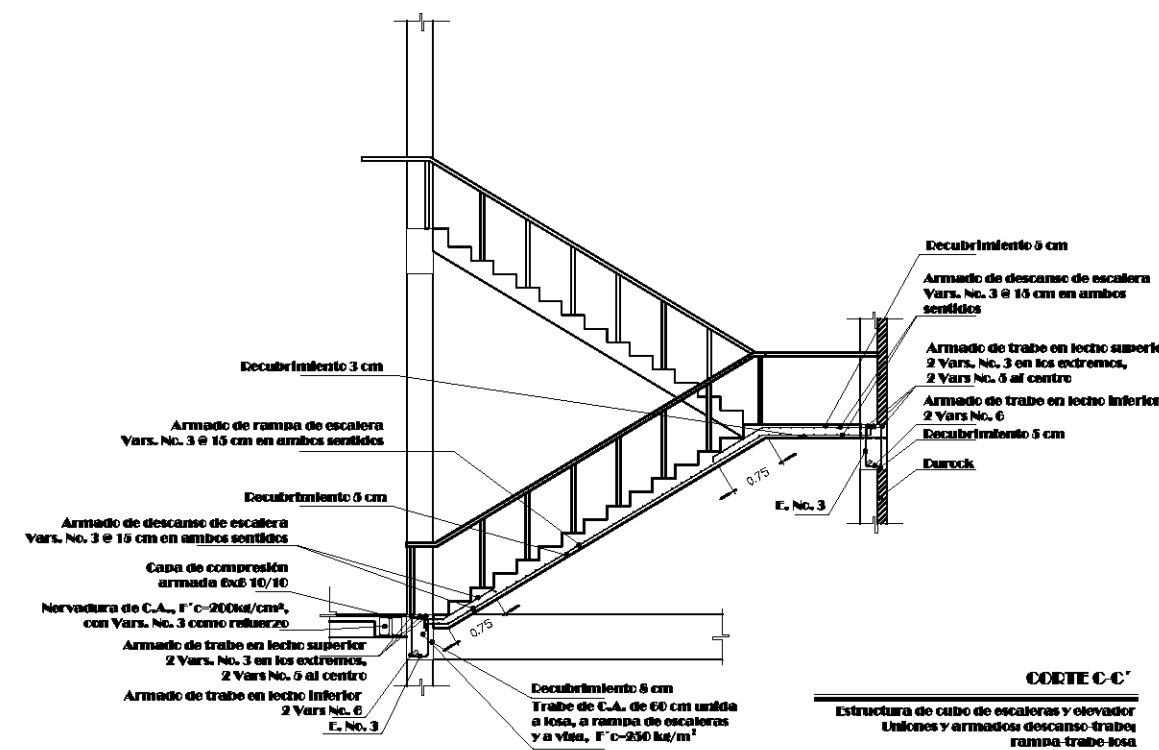 Recubrimiento 5 cm
Armado de descanso de escalera
Vars. No. 3 @ 15 cm en ambos
sentidos
Armado de trabe en lecho superio
2 Vars. No. 3 en los extremos,
2 Vars No. 5 al centro
Armado de trabe en lecho inferior
2 Vars No. 6
Recubrimiento 5 cm
Durock
E. No. 3
0.75
Recubrimiento 3 cm
Armado de rampa de escalera
Vars. No. 3 @ 15 cm en ambos sentidos
Recubrimiento 5 cm
Armado de descanso de escalera
Vars. No. 3 @ 15 cm en ambos sentidos
Capa de compresión
armada 6x6 10/10
Nervadura de C.A., F´c=200kg/cm²,
con Vars. No. 3 como refuerzo
Armado de trabe en lecho superior
2 Vars. No. 3 en los extremos,
2 Vars No. 5 al centro
Armado de trabe en lecho inferior
2 Vars No. 6
E. No. 3
0.75
Recubrimiento 5 cm
Trabe de C.A. de 60 cm unida
a losa, a rampa de escaleras
y a viga, F´c=250 kg/m²
CORTE C-C´
Estructura de cubo de escaleras y elevador
Uniones y armados: descanso-trabe;
rampa-trabe-losa